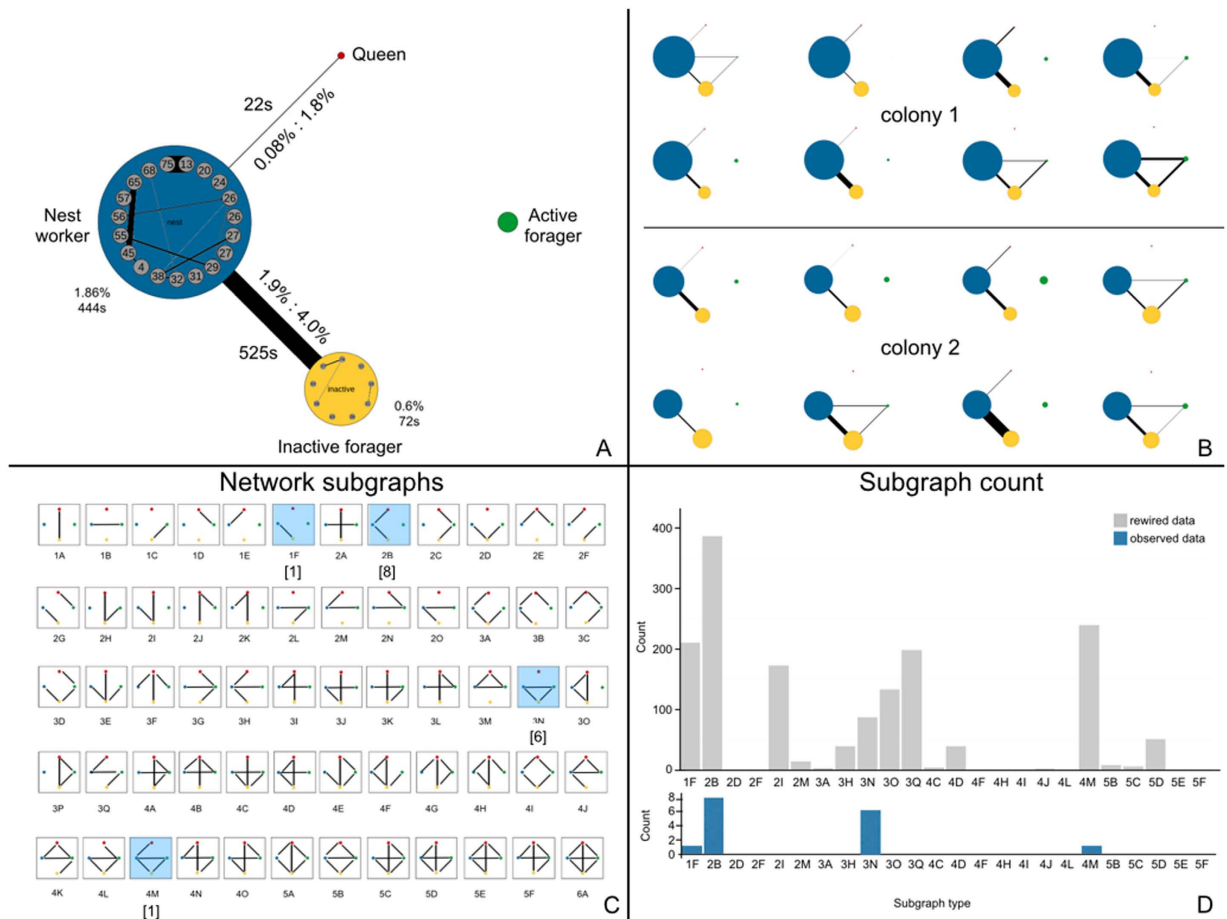 Queen
22s
0.08% : 1.8%
75 13
68 20
65 24
57 26
56 26
55 27
45 27
4 29
38 32 31
nest
Nest
worker
Active
forager
1.86%
444s
1.9% : 4.0%
525s
inactive
0.6%
72s
Inactive forager
A
colony 1
colony 2
B
Network subgraphs
1A 1B 1C 1D 1E 1F 2A 2B 2C 2D 2E 2F
[1] [8]
2G 2H 2I 2J 2K 2L 2M 2N 2O 3A 3B 3C
3D 3E 3F 3G 3H 3I 3J 3K 3L 3M 3N 3O
[6]
3P 3Q 4A 4B 4C 4D 4E 4F 4G 4H 4I 4J
4K 4L 4M 4N 4O 5A 5B 5C 5D 5E 5F 6A
[1]
C
Subgraph count
rewired data
observed data
400
300
200
100
0
Count
1F 2B 2D 2F 2I 2M 3A 3H 3N 3O 3Q 4C 4D 4F 4H 4I 4J 4L 4M 5B 5C 5D 5E 5F
8
6
4
2
0
Count
1F 2B 2D 2F 2I 2M 3A 3H 3N 3O 3Q 4C 4D 4F 4H 4I 4J 4L 4M 5B 5C 5D 5E 5F
Subgraph type
D